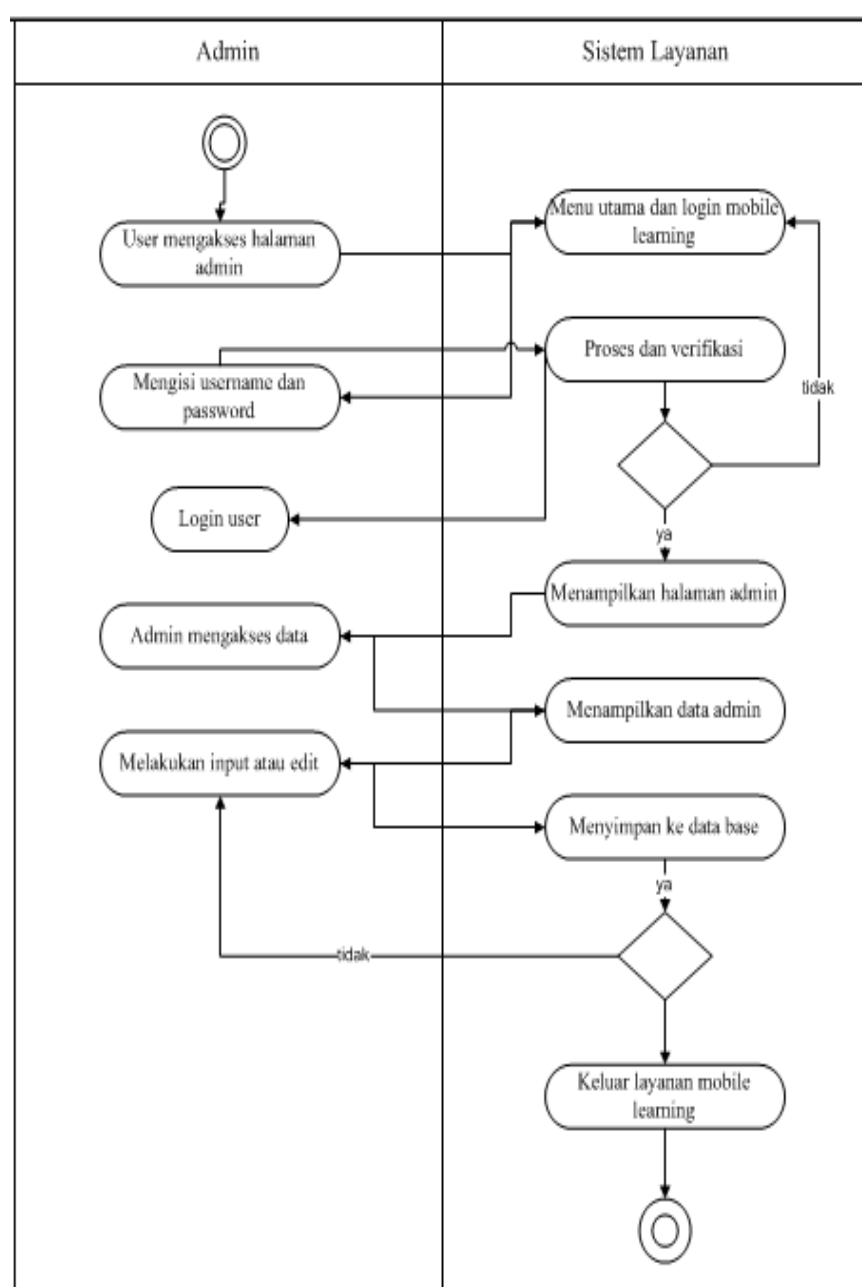 Admin
Sistem Layanan
User mengakses halaman
admin
Menu utama dan login mobile
learning
Mengisi username dan
password
Proses dan verifikasi
tidak
Login user
ya
Menampilkan halaman admin
Admin mengakses data
Menampilkan data admin
Melakukan input atau edit
Menyimpan ke data base
ya
tidak
Keluar layanan mobile
learning